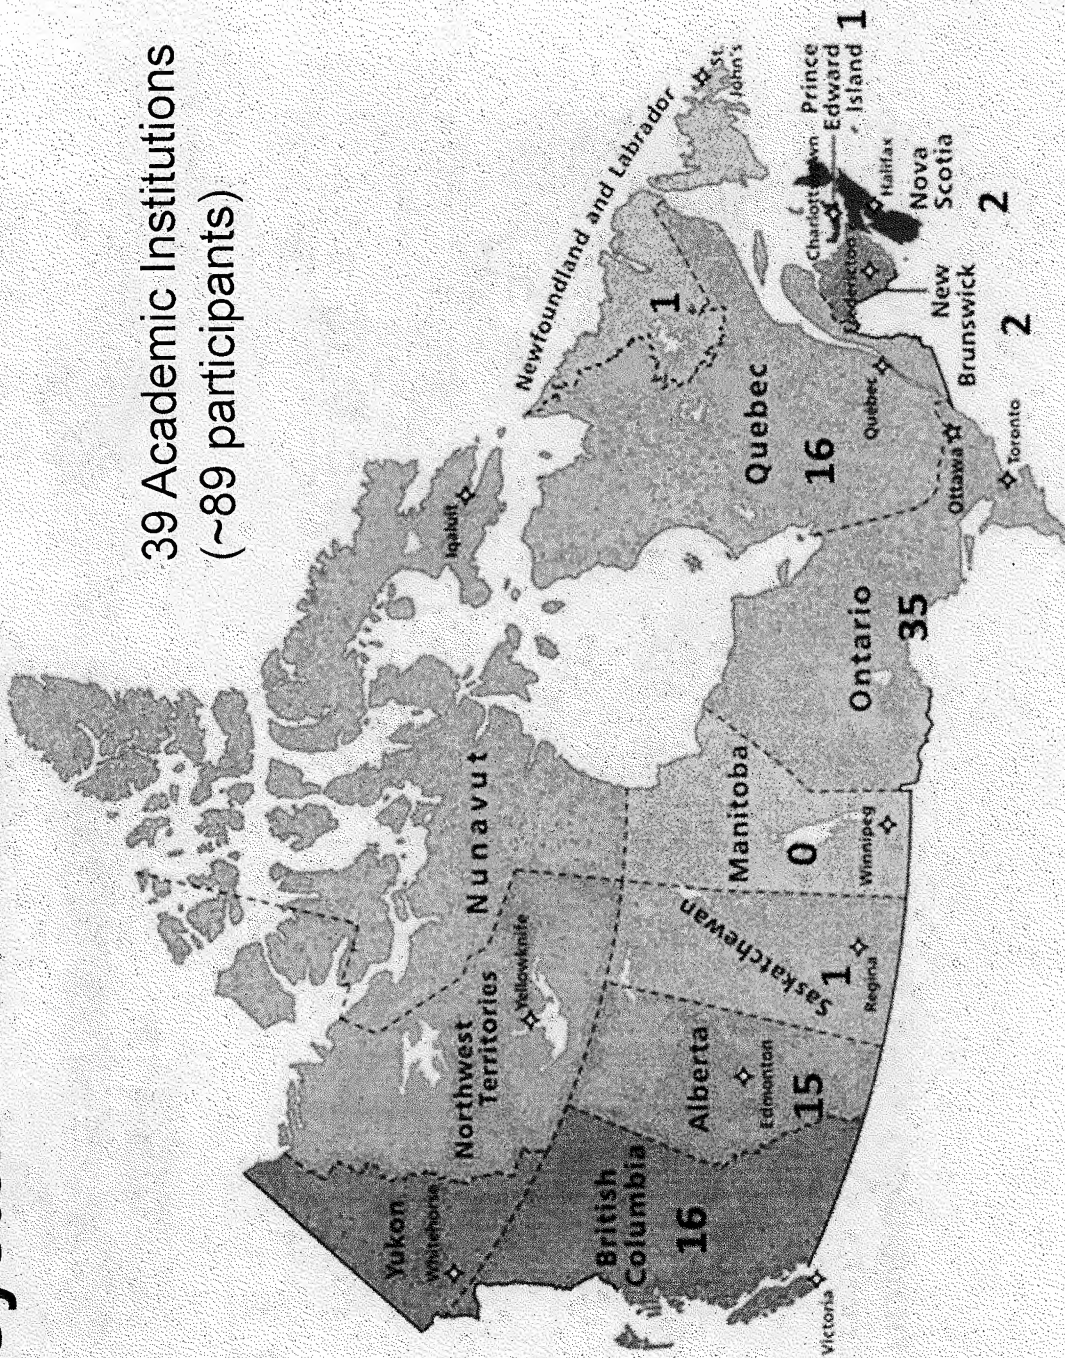 39 Academic Institutions
(~89 participants)
Yukon
Whitehorse
Northwest
Territories
Yellowknife
Nunavut
Iqaluit
British
Columbia
16
Victoria
Alberta
Edmonton
15
Saskatchewan
1
Regina
Manitoba
0
Winnipeg
Ontario
35
Ottawa
Toronto
Quebec
16
Québec
Newfoundland and Labrador
1
St.
John's
Prince
Edward
Island
1
Halifax
Nova
Scotia
2
New
Brunswick
2